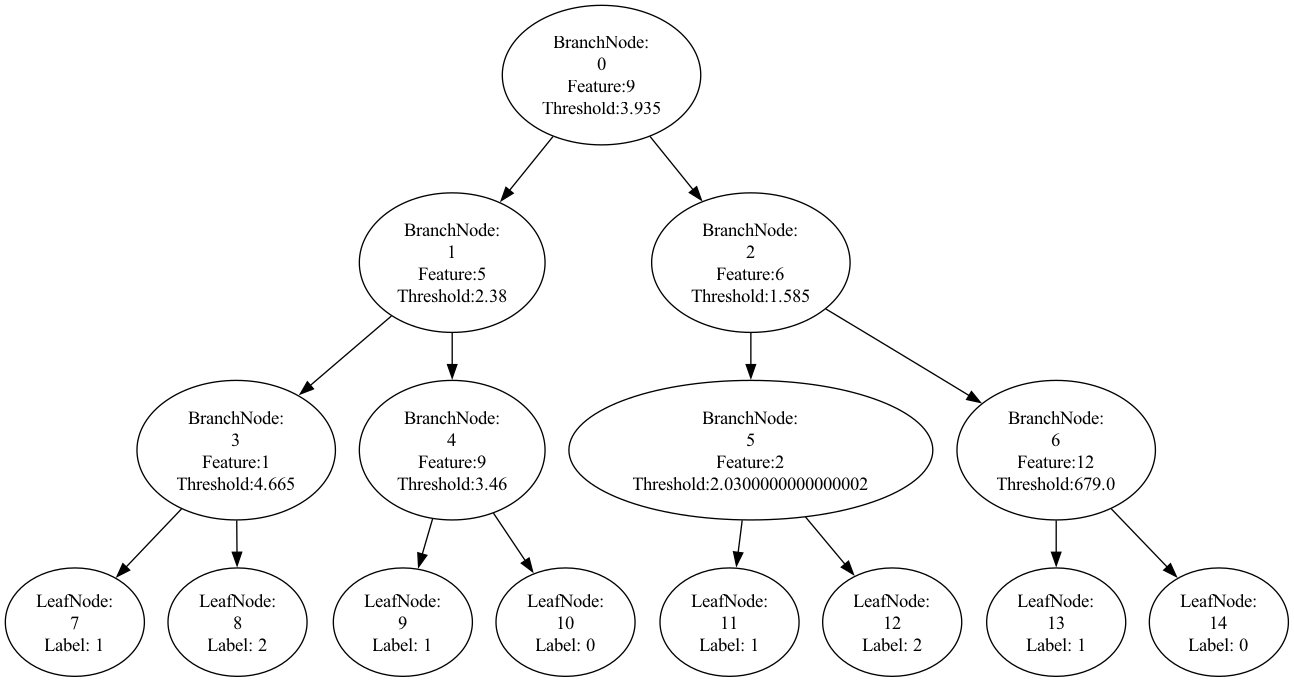 BranchNode:
0
Feature:9
Threshold:3.935
BranchNode:
1
Feature:5
Threshold:2.38
BranchNode:
2
Feature:6
Threshold:1.585
BranchNode:
3
Feature:1
Threshold:4.665
BranchNode:
4
Feature:9
Threshold:3.46
BranchNode:
5
Feature:2
Threshold:2.0300000000000002
BranchNode:
6
Feature:12
Threshold:679.0
LeafNode:
7
Label: 1
LeafNode:
8
Label: 2
LeafNode:
9
Label: 1
LeafNode:
10
Label: 0
LeafNode:
11
Label: 1
LeafNode:
12
Label: 2
LeafNode:
13
Label: 1
LeafNode:
14
Label: 0